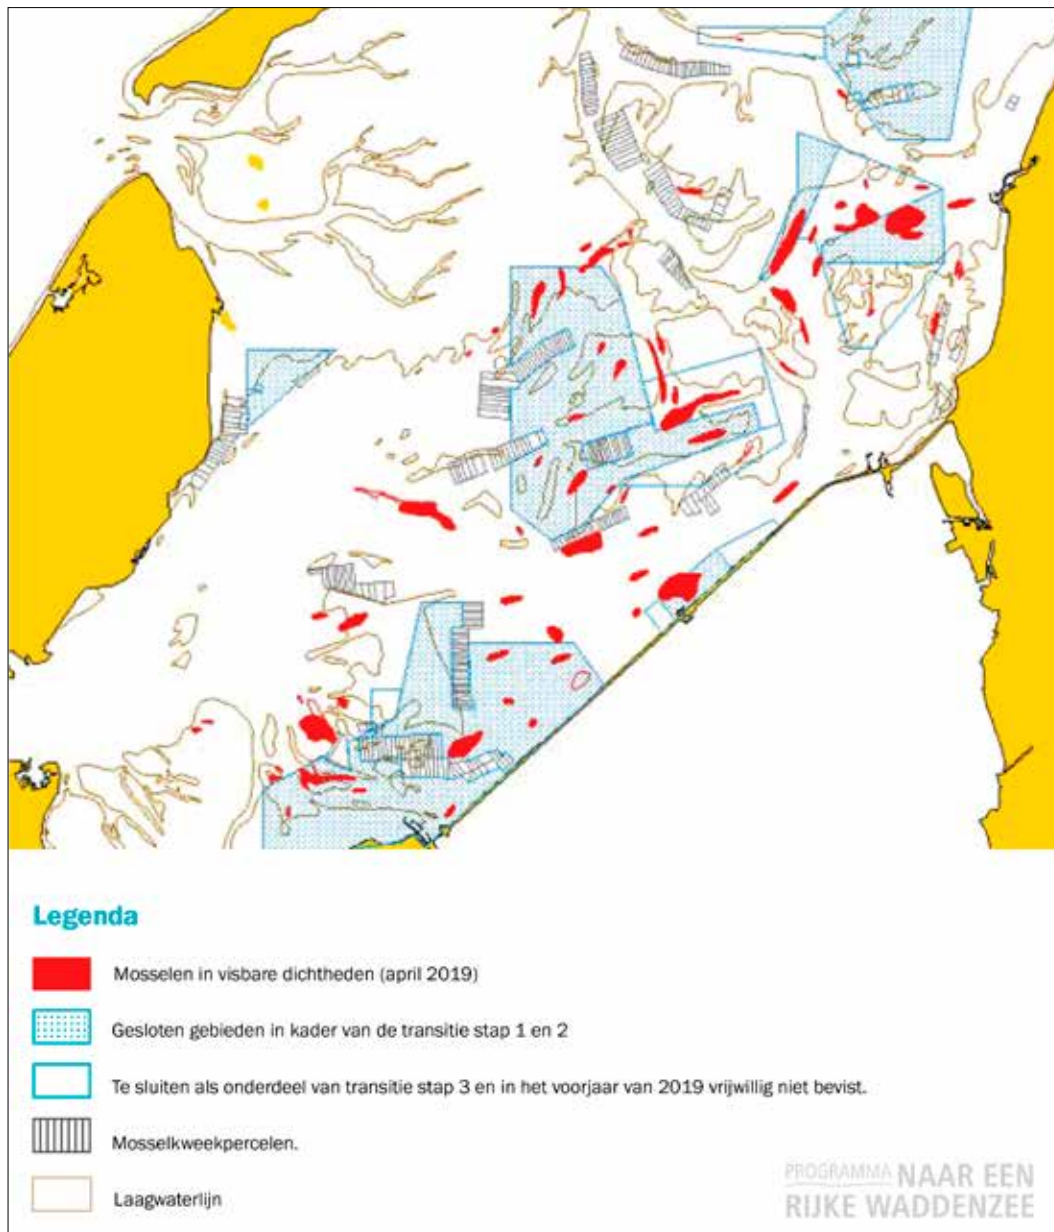 Legenda
Mosselen in visbare dichtheden (april 2019)
Gesloten gebieden in kader van de transitie stap 1 en 2
Te sluiten als onderdeel van transitie stap 3 en in het voorjaar van 2019 vrijwillig niet bevist.
Mosselkweekpercelen.
Laagwaterlijn
PROGRAMMA NAAR EEN
RIJKE WADDENZEE